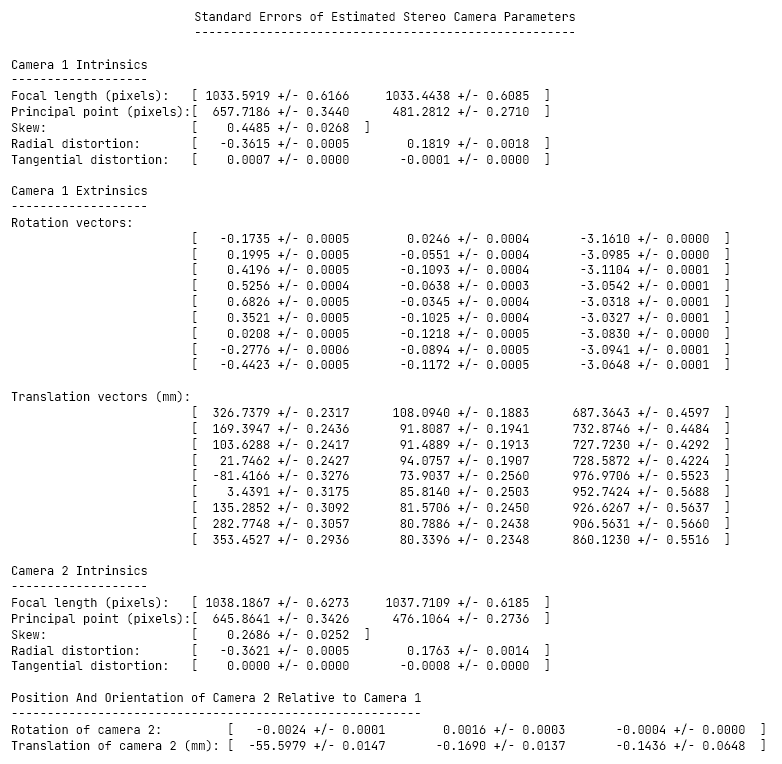 Standard Errors of Estimated Stereo Camera Parameters
-----------------------------------------------------
Camera 1 Intrinsics
-------------------
Focal length (pixels):   [ 1033.5919 +/- 0.6166     1033.4438 +/- 0.6085  ]
Principal point (pixels):[  657.7186 +/- 0.3440      481.2812 +/- 0.2710  ]
Skew:                    [    0.4485 +/- 0.0268  ]
Radial distortion:       [   -0.3615 +/- 0.0005        0.1819 +/- 0.0018  ]
Tangential distortion:   [    0.0007 +/- 0.0000       -0.0001 +/- 0.0000  ]
Camera 1 Extrinsics
-------------------
Rotation vectors:
[   -0.1735 +/- 0.0005        0.0246 +/- 0.0004       -3.1610 +/- 0.0000  ]
[    0.1995 +/- 0.0005       -0.0551 +/- 0.0004       -3.0985 +/- 0.0000  ]
[    0.4196 +/- 0.0005       -0.1093 +/- 0.0004       -3.1104 +/- 0.0001  ]
[    0.5256 +/- 0.0004       -0.0638 +/- 0.0003       -3.0542 +/- 0.0001  ]
[    0.6826 +/- 0.0005       -0.0345 +/- 0.0004       -3.0318 +/- 0.0001  ]
[    0.3521 +/- 0.0005       -0.1025 +/- 0.0004       -3.0327 +/- 0.0001  ]
[    0.0208 +/- 0.0005       -0.1218 +/- 0.0005       -3.0830 +/- 0.0000  ]
[   -0.2776 +/- 0.0006       -0.0894 +/- 0.0005       -3.0941 +/- 0.0001  ]
[   -0.4423 +/- 0.0005       -0.1172 +/- 0.0005       -3.0648 +/- 0.0001  ]
Translation vectors (mm):
[  326.7379 +/- 0.2317      108.0940 +/- 0.1883      687.3643 +/- 0.4597  ]
[  169.3947 +/- 0.2436       91.8087 +/- 0.1941      732.8746 +/- 0.4484  ]
[  103.6288 +/- 0.2417       91.4889 +/- 0.1913      727.7230 +/- 0.4292  ]
[   21.7462 +/- 0.2427       94.0757 +/- 0.1907      728.5872 +/- 0.4224  ]
[  -81.4166 +/- 0.3276       73.9037 +/- 0.2560      976.9706 +/- 0.5523  ]
[    3.4391 +/- 0.3175       85.8140 +/- 0.2503      952.7424 +/- 0.5688  ]
[  135.2852 +/- 0.3092       81.5706 +/- 0.2450      926.6267 +/- 0.5637  ]
[  282.7748 +/- 0.3057       80.7886 +/- 0.2438      906.5631 +/- 0.5660  ]
[  353.4527 +/- 0.2936       80.3396 +/- 0.2348      860.1230 +/- 0.5516  ]
Camera 2 Intrinsics
-------------------
Focal length (pixels):   [ 1038.1867 +/- 0.6273     1037.7109 +/- 0.6185  ]
Principal point (pixels):[  645.8641 +/- 0.3426      476.1064 +/- 0.2736  ]
Skew:                    [    0.2686 +/- 0.0252  ]
Radial distortion:       [   -0.3621 +/- 0.0005        0.1763 +/- 0.0014  ]
Tangential distortion:   [    0.0000 +/- 0.0000       -0.0008 +/- 0.0000  ]
Position And Orientation of Camera 2 Relative to Camera 1
---------------------------------------------------------
Rotation of camera 2:         [   -0.0024 +/- 0.0001        0.0016 +/- 0.0003       -0.0004 +/- 0.0000  ]
Translation of camera 2 (mm): [  -55.5979 +/- 0.0147       -0.1690 +/- 0.0137       -0.1436 +/- 0.0648  ]